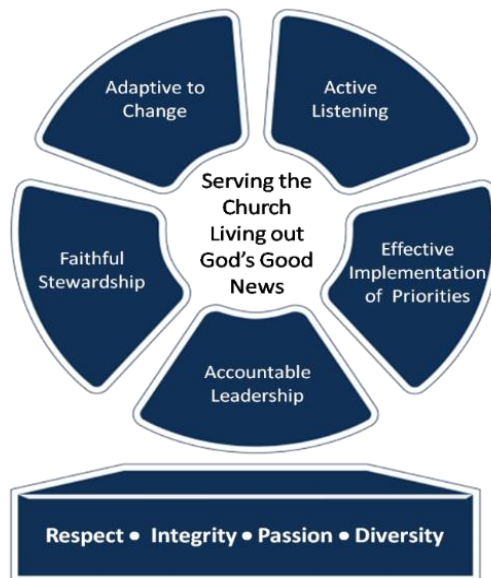 Adaptive to
Change
Active
Listening
Serving the
Church
Living out
God's Good
News
Faithful
Stewardship
Effective
Implementation
of Priorities
Accountable
Leadership
Respect • Integrity • Passion • Diversity